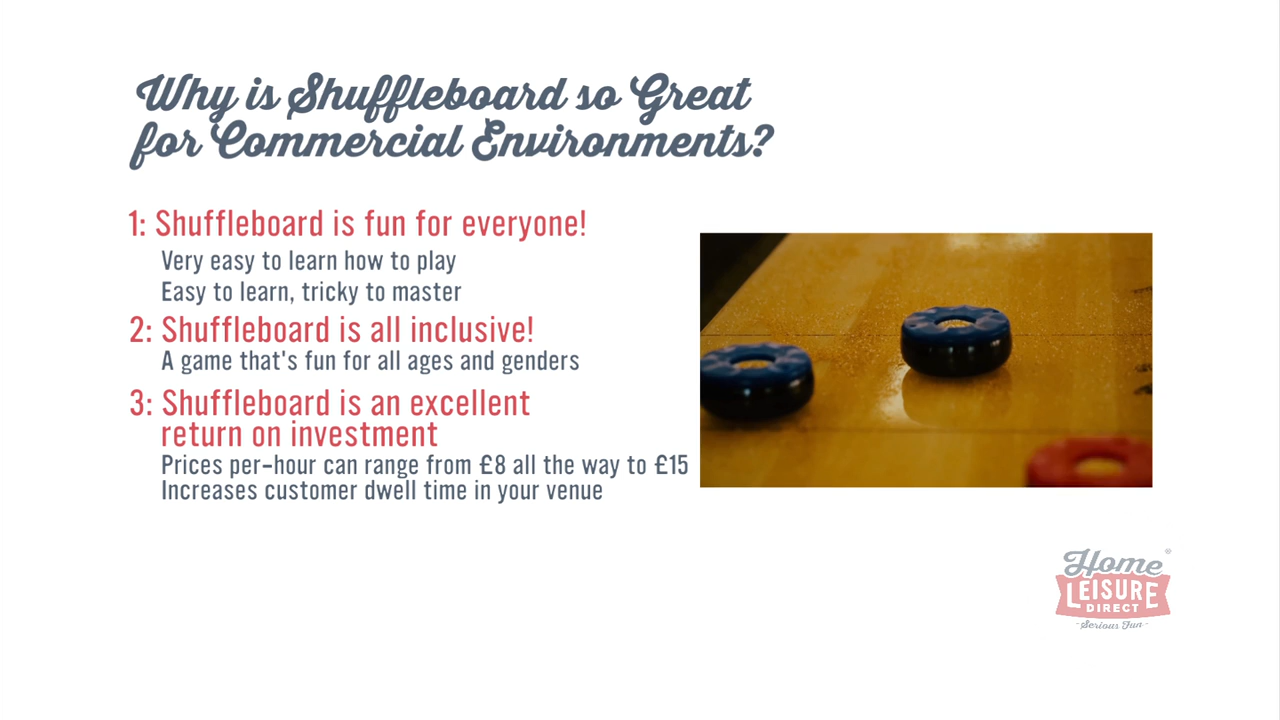 Why is Shuffleboard so Great
for Commercial Environments?
1: Shuffleboard is fun for everyone!
Very easy to learn how to play
Easy to learn, tricky to master
2: Shuffleboard is all inclusive!
A game that's fun for all ages and genders
3: Shuffleboard is an excellent
return on investment
Prices per-hour can range from £8 all the way to £15
Increases customer dwell time in your venue
Home®
LEISURE
DIRECT
-Serious Fun-